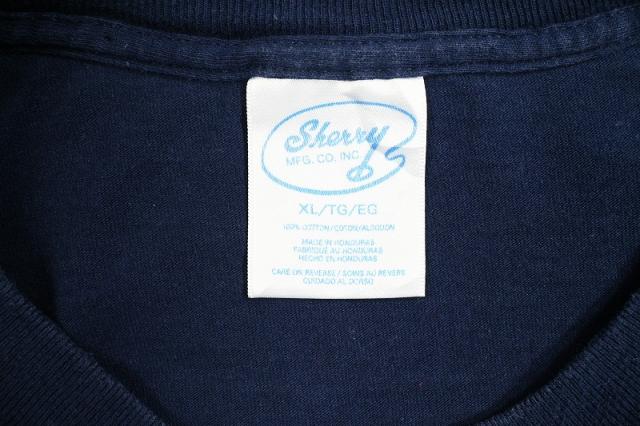 Sherry
MFG. CO. INC.
XL/TG/EG
100% COTTON/COTON/ALGODON
MADE IN HONDURAS
FABRIQUÉ AU HONDURAS
HECHO EN HONDURAS
CARE ON REVERSE / SOINS AU REVERS
CUIDADO AL DORSO